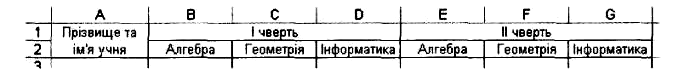 A B C D E F G
1 Прізвище та І чверть ІІ чверть
2 ім'я учня Алгебра Геометрія Інформатика Алгебра Геометрія Інформатика
3